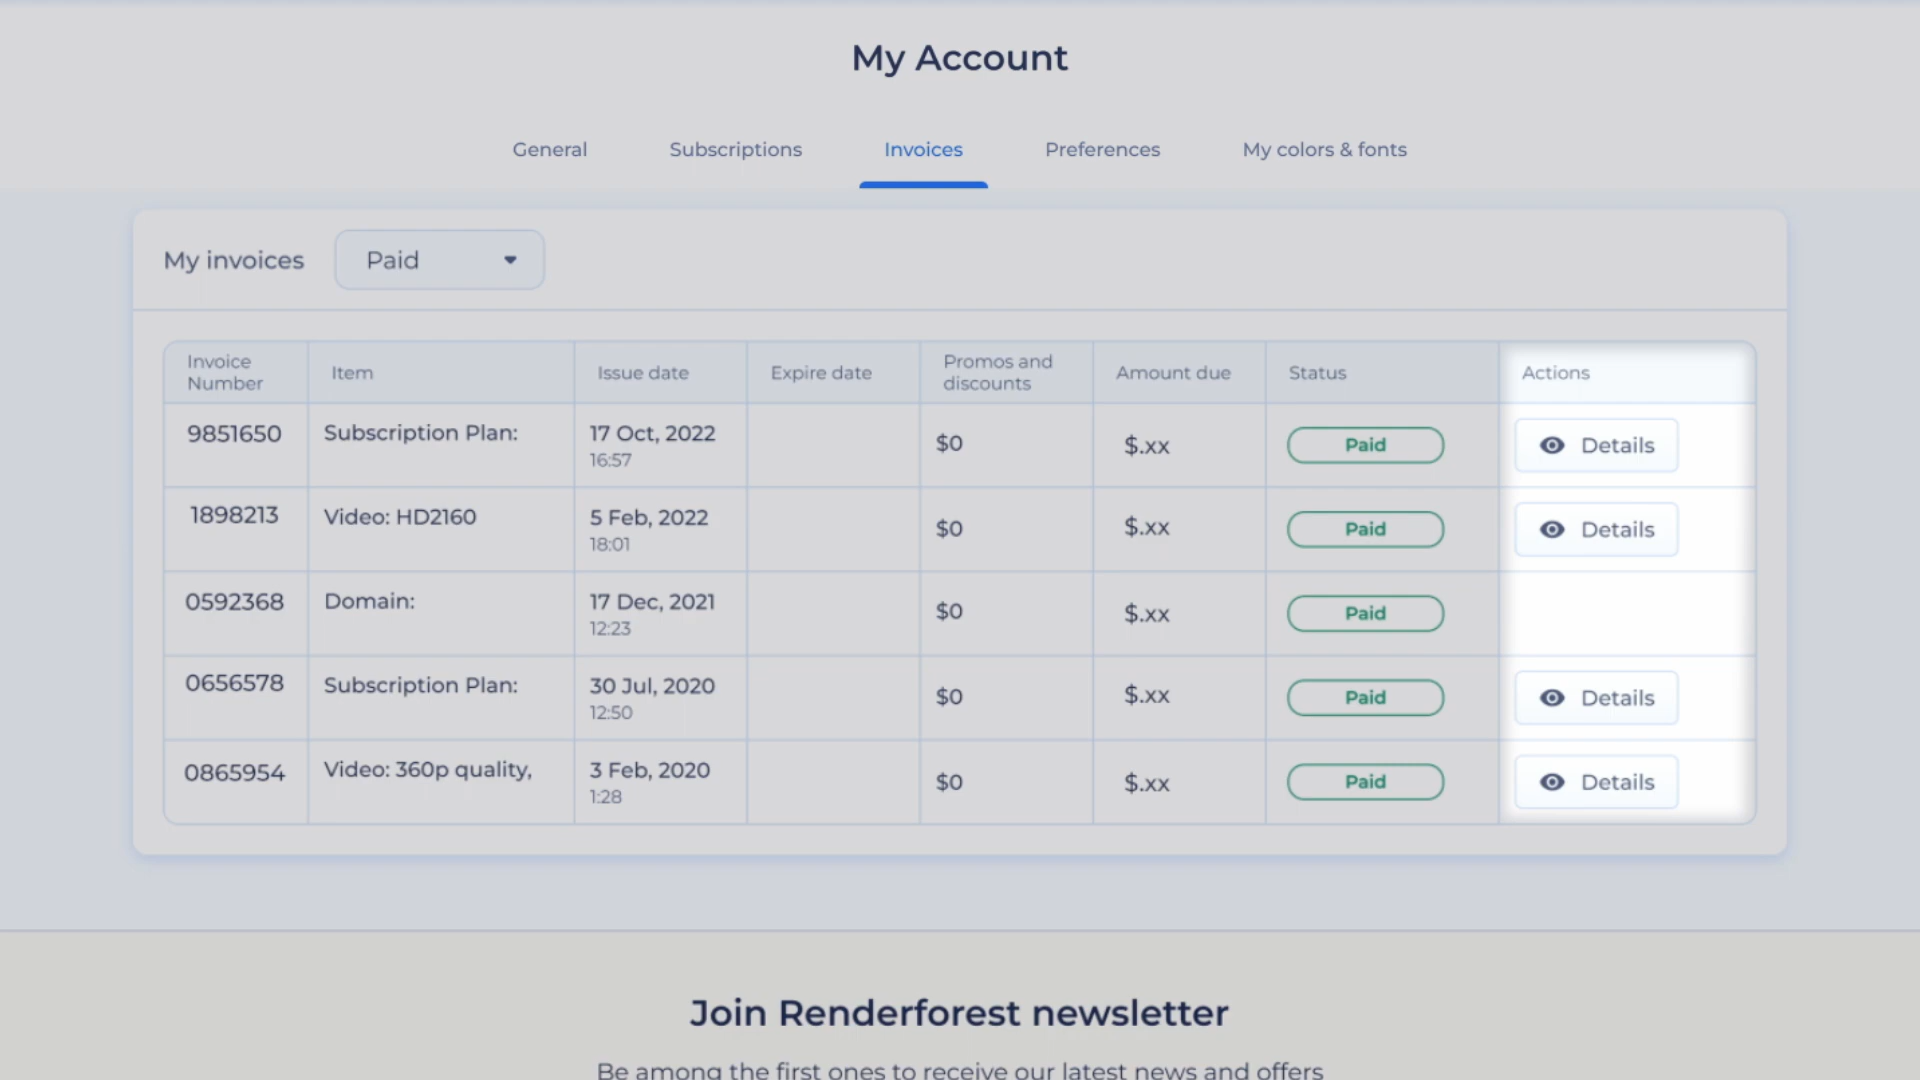 My Account
General Subscriptions Invoices Preferences My colors & fonts
My invoices Paid
Invoice Number Item Issue date Expire date Promos and discounts Amount due Status Actions
9851650 Subscription Plan: 17 Oct, 2022 16:57 $0 $.xx Paid Details
1898213 Video: HD2160 5 Feb, 2022 18:01 $0 $.xx Paid Details
0592368 Domain: 17 Dec, 2021 12:23 $0 $.xx Paid
0656578 Subscription Plan: 30 Jul, 2020 12:50 $0 $.xx Paid Details
0865954 Video: 360p quality, 3 Feb, 2020 1:28 $0 $.xx Paid Details
Join Renderforest newsletter
Be among the first ones to receive our latest news and offers